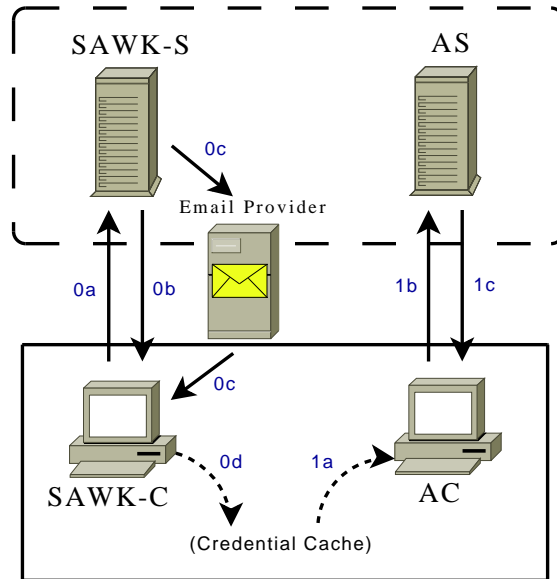 SAWK-S
AS
0c
Email Provider
0a
0b
1b
1c
0c
0d
1a
SAWK-C
AC
(Credential Cache)